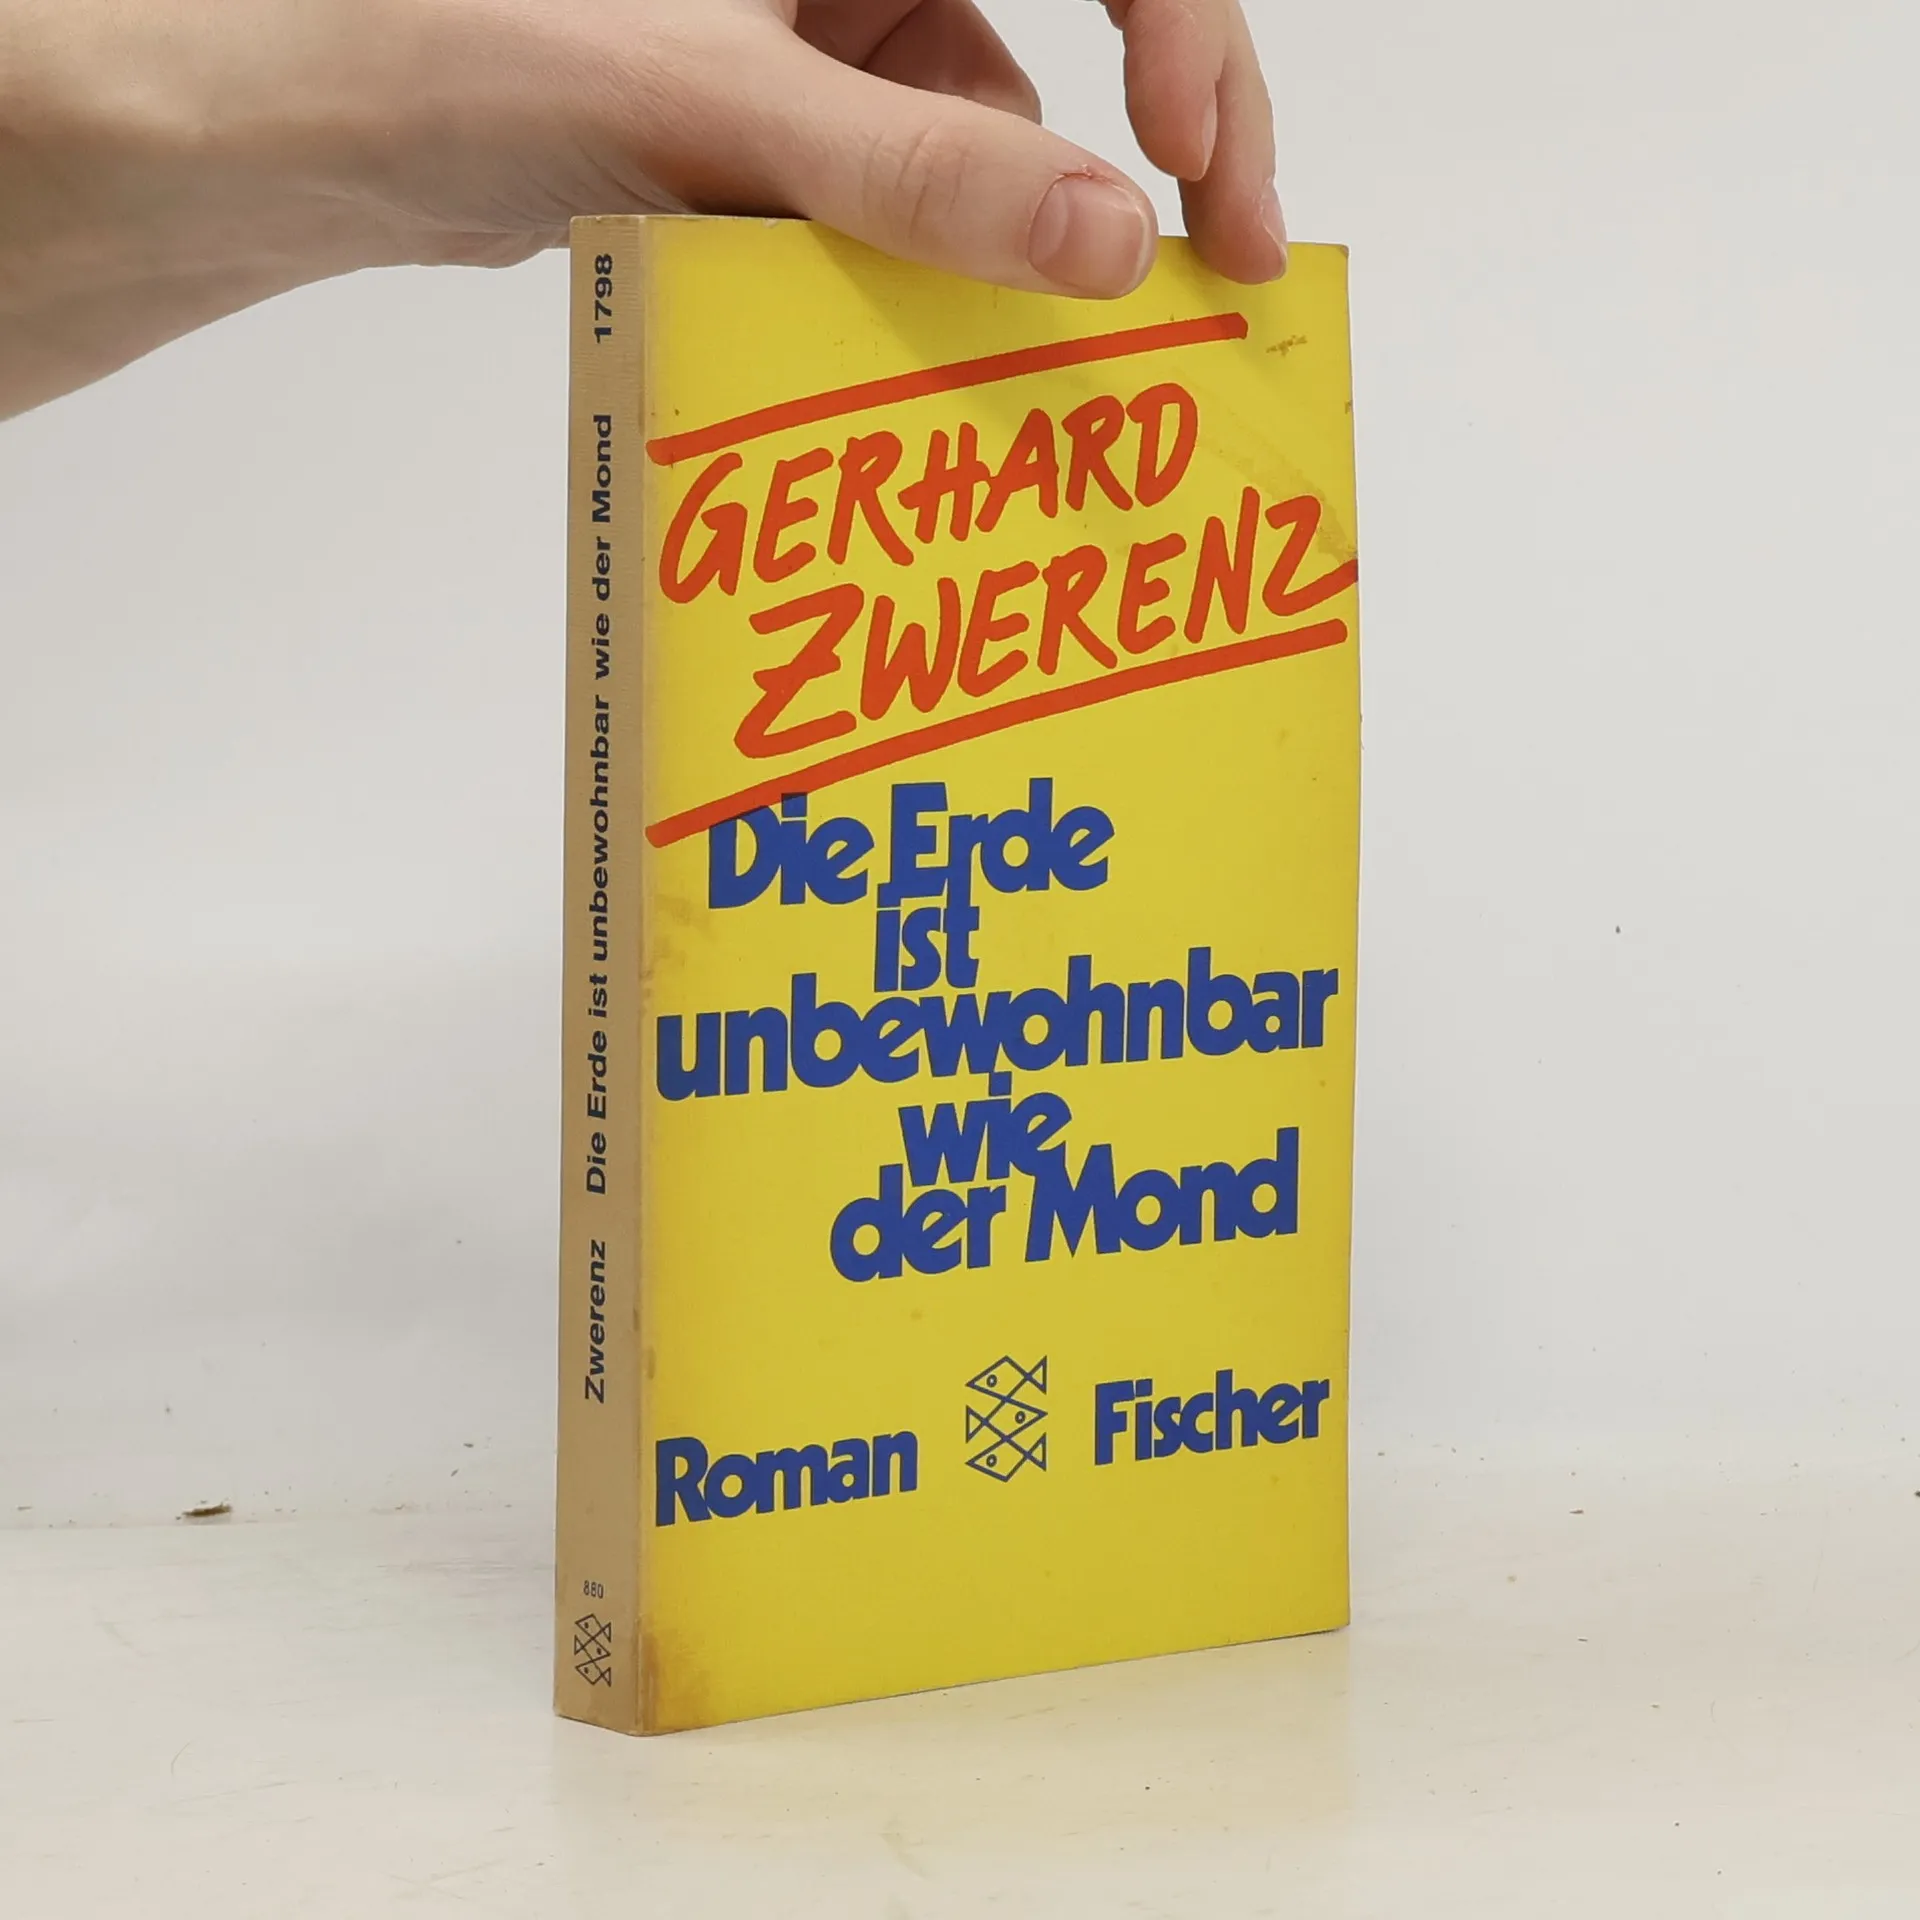 GERHARD
ZWERENZ
Die Erde
ist
unbewohnbar
wie
der Mond
Roman Fischer
Zwerenz Die Erde ist unbewohnbar wie der Mond 1798
880